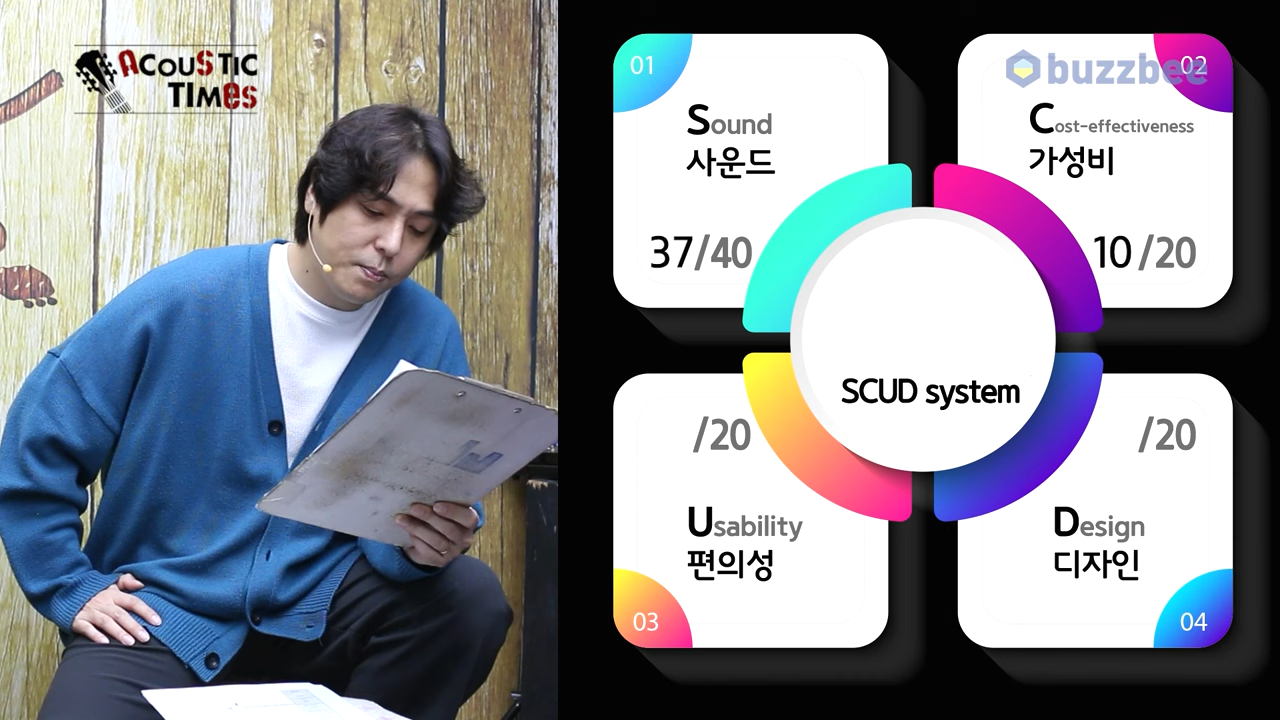 ACOUSTIC
TIMES
01
Sound
사운드
37/40
buzzbee
02
Cost-effectiveness
가성비
10/20
SCUD system
/20
Usability
편의성
03
/20
Design
디자인
04